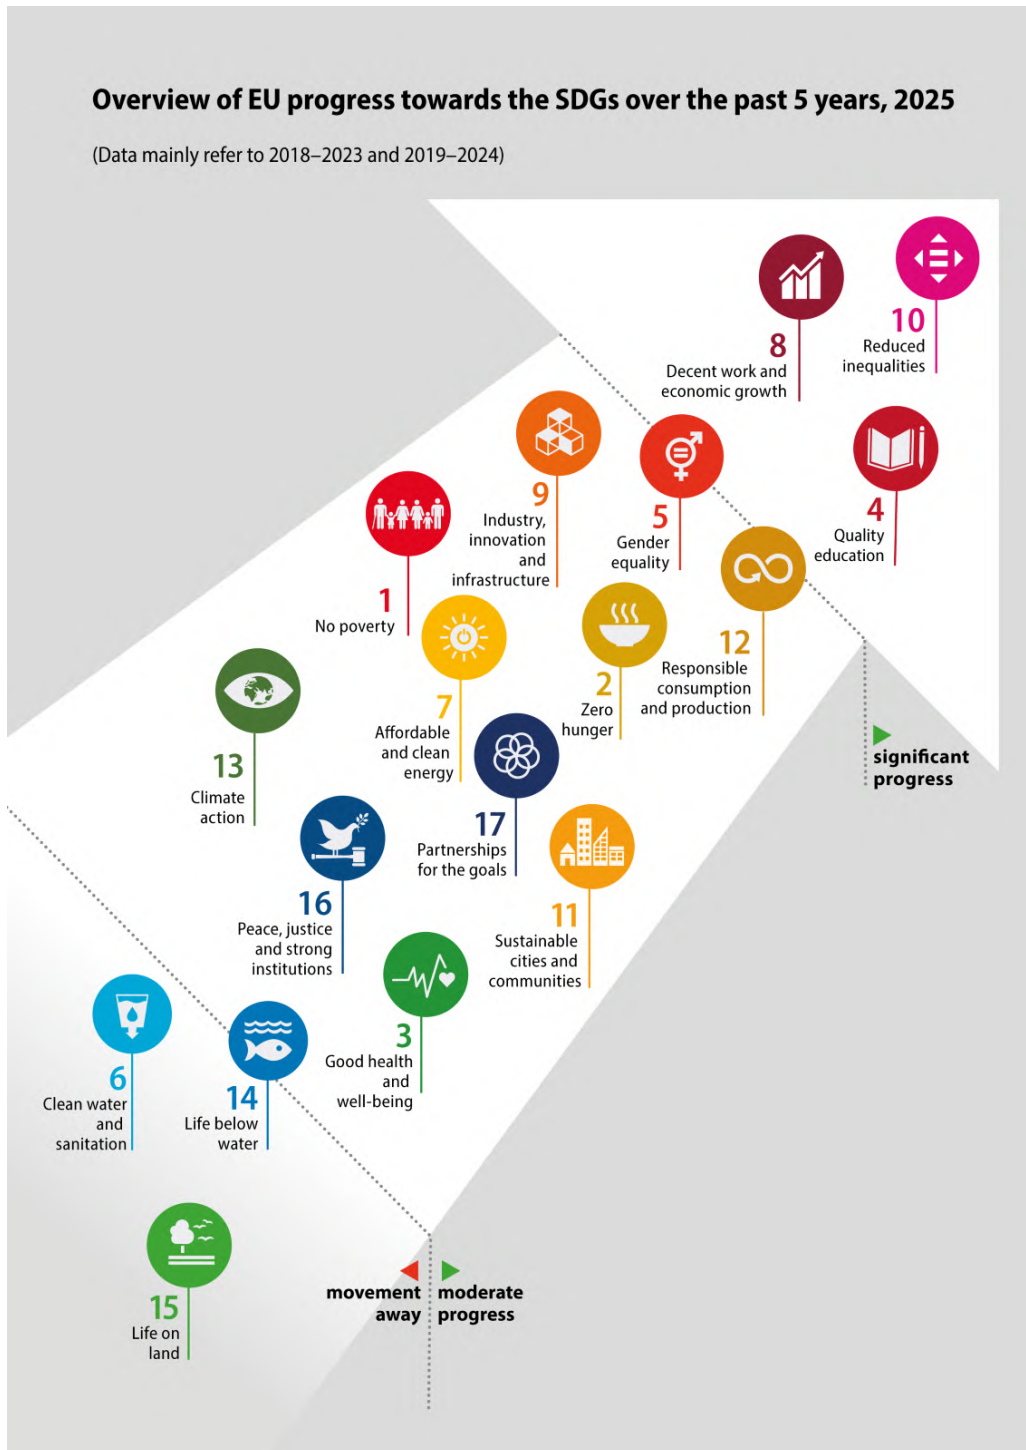 Overview of EU progress towards the SDGs over the past 5 years, 2025
(Data mainly refer to 2018–2023 and 2019–2024)
10
Reduced
inequalities
8
Decent work and
economic growth
4
Quality
education
9
Industry,
innovation
and
infrastructure
5
Gender
equality
1
No poverty
12
Responsible
consumption
and production
2
Zero
hunger
7
Affordable
and clean
energy
13
Climate
action
17
Partnerships
for the goals
significant
progress
16
Peace, justice
and strong
institutions
11
Sustainable
cities and
communities
3
Good health
and
well-being
6
Clean water
and
sanitation
14
Life below
water
15
Life on
land
movement
away
moderate
progress